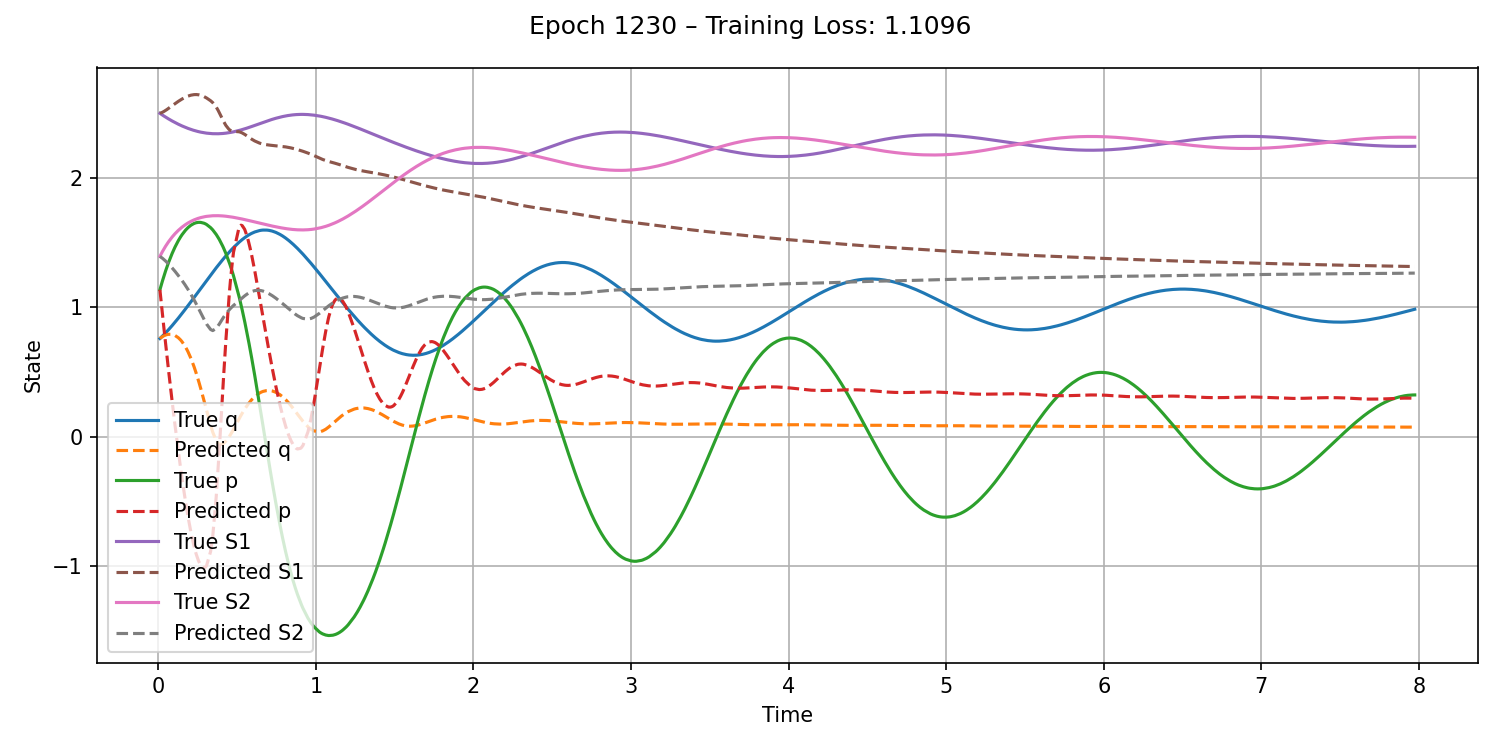 Epoch 1230 – Training Loss: 1.1096
State
2
1
0
−1
True q
Predicted q
True p
Predicted p
True S1
Predicted S1
True S2
Predicted S2
0 1 2 3 4 5 6 7 8
Time